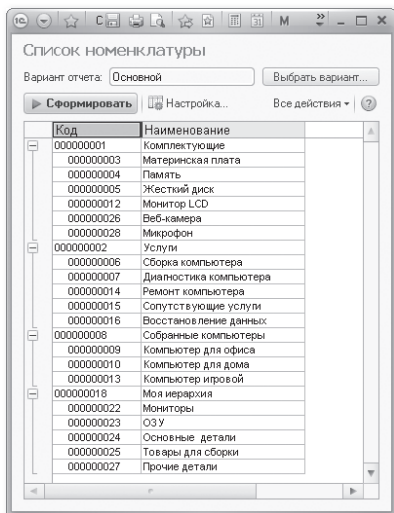 1С С М
Список номенклатуры
Вариант отчета: Основной Выбрать вариант...
Сформировать Настройка... Все действия ?
Код Наименование
000000001 Комплектующие
000000003 Материнская плата
000000004 Память
000000005 Жесткий диск
000000012 Монитор LCD
000000026 Веб-камера
000000028 Микрофон
000000002 Услуги
000000006 Сборка компьютера
000000007 Диагностика компьютера
000000014 Ремонт компьютера
000000015 Сопутствующие услуги
000000016 Восстановление данных
000000008 Собранные компьютеры
000000009 Компьютер для офиса
000000010 Компьютер для дома
000000013 Компьютер игровой
000000018 Моя иерархия
000000022 Мониторы
000000023 ОЗУ
000000024 Основные детали
000000025 Товары для сборки
000000027 Прочие детали